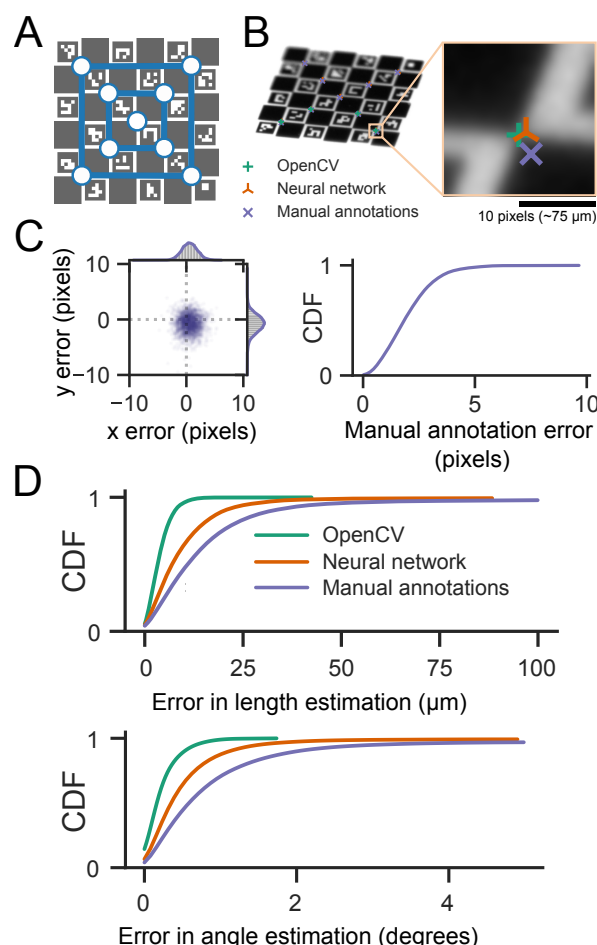 A
B
OpenCV
Neural network
Manual annotations
10 pixels (~75 µm)
C
y error (pixels)
10
0
−10
−10
0
10
x error (pixels)
CDF
1
1
0
5
10
Manual annotation error
(pixels)
D
CDF
1
0
OpenCV
Neural network
Manual annotations
0
25
50
75
100
Error in length estimation (µm)
CDF
1
0
0
2
4
Error in angle estimation (degrees)